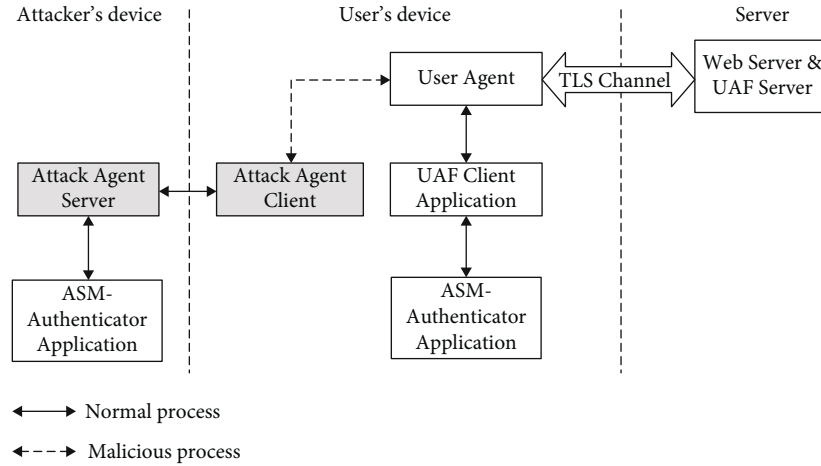 Attacker's device
User's device
Server
User Agent
TLS Channel
Web Server &
UAF Server
Attack Agent
Server
Attack Agent
Client
UAF Client
Application
ASM-
Authenticator
Application
ASM-
Authenticator
Application
Normal process
Malicious process